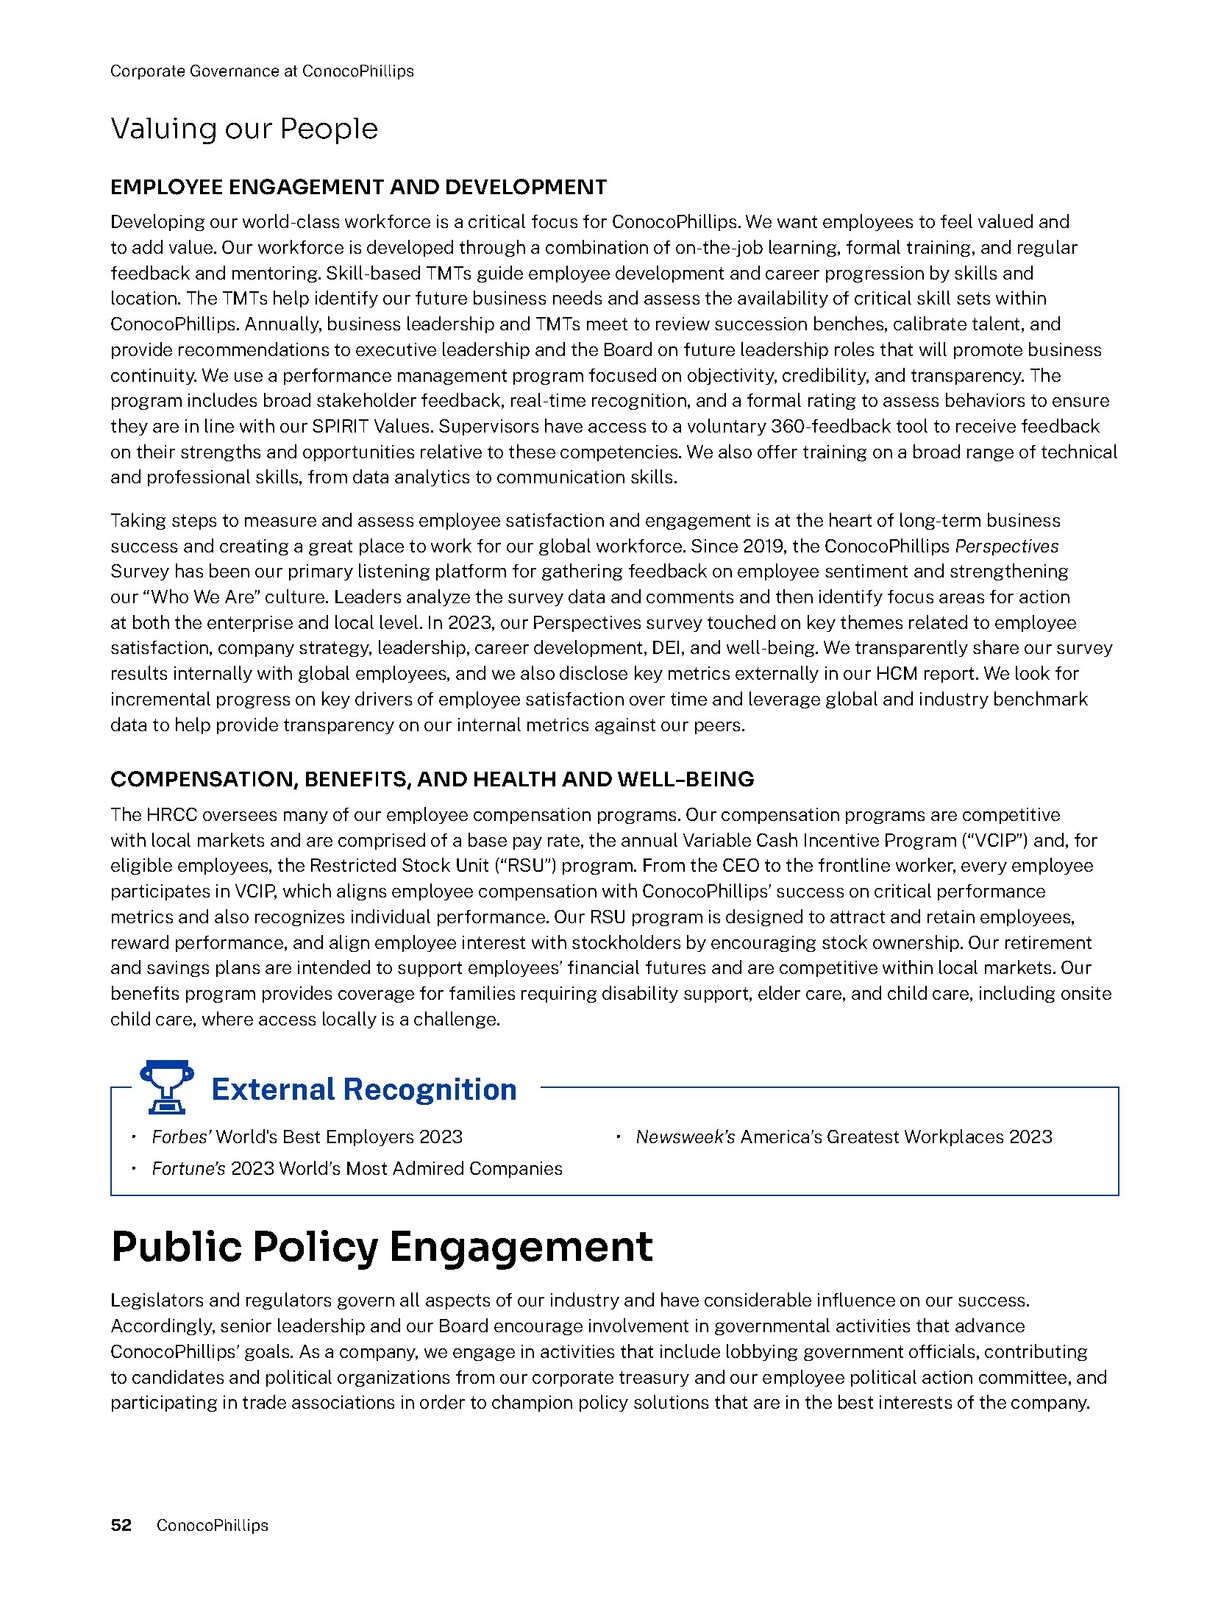 Corporate Governance at ConocoPhillips
Valuing our People
EMPLOYEE ENGAGEMENT AND DEVELOPMENT
Developing our world-class workforce is a critical focus for ConocoPhillips. We want employees to feel valued and
to add value. Our workforce is developed through a combination of on-the-job learning, formal training, and regular
feedback and mentoring. Skill-based TMTs guide employee development and career progression by skills and
location. The TMTs help identify our future business needs and assess the availability of critical skill sets within
ConocoPhillips. Annually, business leadership and TMTs meet to review succession benches, calibrate talent, and
provide recommendations to executive leadership and the Board on future leadership roles that will promote business
continuity. We use a performance management program focused on objectivity, credibility, and transparency. The
program includes broad stakeholder feedback, real-time recognition, and a formal rating to assess behaviors to ensure
they are in line with our SPIRIT Values. Supervisors have access to a voluntary 360-feedback tool to receive feedback
on their strengths and opportunities relative to these competencies. We also offer training on a broad range of technical
and professional skills, from data analytics to communication skills.
Taking steps to measure and assess employee satisfaction and engagement is at the heart of long-term business
success and creating a great place to work for our global workforce. Since 2019, the ConocoPhillips Perspectives
Survey has been our primary listening platform for gathering feedback on employee sentiment and strengthening
our “Who We Are” culture. Leaders analyze the survey data and comments and then identify focus areas for action
at both the enterprise and local level. In 2023, our Perspectives survey touched on key themes related to employee
satisfaction, company strategy, leadership, career development, DEI, and well-being. We transparently share our survey
results internally with global employees, and we also disclose key metrics externally in our HCM report. We look for
incremental progress on key drivers of employee satisfaction over time and leverage global and industry benchmark
data to help provide transparency on our internal metrics against our peers.
COMPENSATION, BENEFITS, AND HEALTH AND WELL-BEING
The HRCC oversees many of our employee compensation programs. Our compensation programs are competitive
with local markets and are comprised of a base pay rate, the annual Variable Cash Incentive Program (“VCIP”) and, for
eligible employees, the Restricted Stock Unit (“RSU”) program. From the CEO to the frontline worker, every employee
participates in VCIP, which aligns employee compensation with ConocoPhillips’ success on critical performance
metrics and also recognizes individual performance. Our RSU program is designed to attract and retain employees,
reward performance, and align employee interest with stockholders by encouraging stock ownership. Our retirement
and savings plans are intended to support employees’ financial futures and are competitive within local markets. Our
benefits program provides coverage for families requiring disability support, elder care, and child care, including onsite
child care, where access locally is a challenge.
External Recognition
• Forbes’ World's Best Employers 2023
• Fortune’s 2023 World’s Most Admired Companies
• Newsweek’s America’s Greatest Workplaces 2023
Public Policy Engagement
Legislators and regulators govern all aspects of our industry and have considerable influence on our success.
Accordingly, senior leadership and our Board encourage involvement in governmental activities that advance
ConocoPhillips’ goals. As a company, we engage in activities that include lobbying government officials, contributing
to candidates and political organizations from our corporate treasury and our employee political action committee, and
participating in trade associations in order to champion policy solutions that are in the best interests of the company.
52 ConocoPhillips